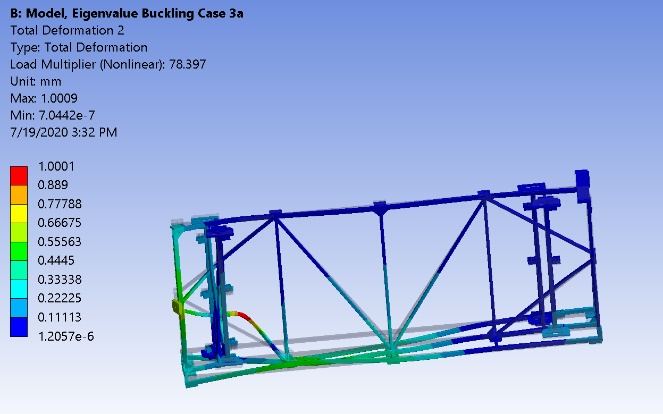 B: Model, Eigenvalue Buckling Case 3a
Total Deformation 2
Type: Total Deformation
Load Multiplier (Nonlinear): 78.397
Unit: mm
Max: 1.0009
Min: 7.0442e-7
7/19/2020 3:32 PM
1.0001
0.889
0.77788
0.66675
0.55563
0.4445
0.33338
0.22225
0.11113
1.2057e-6